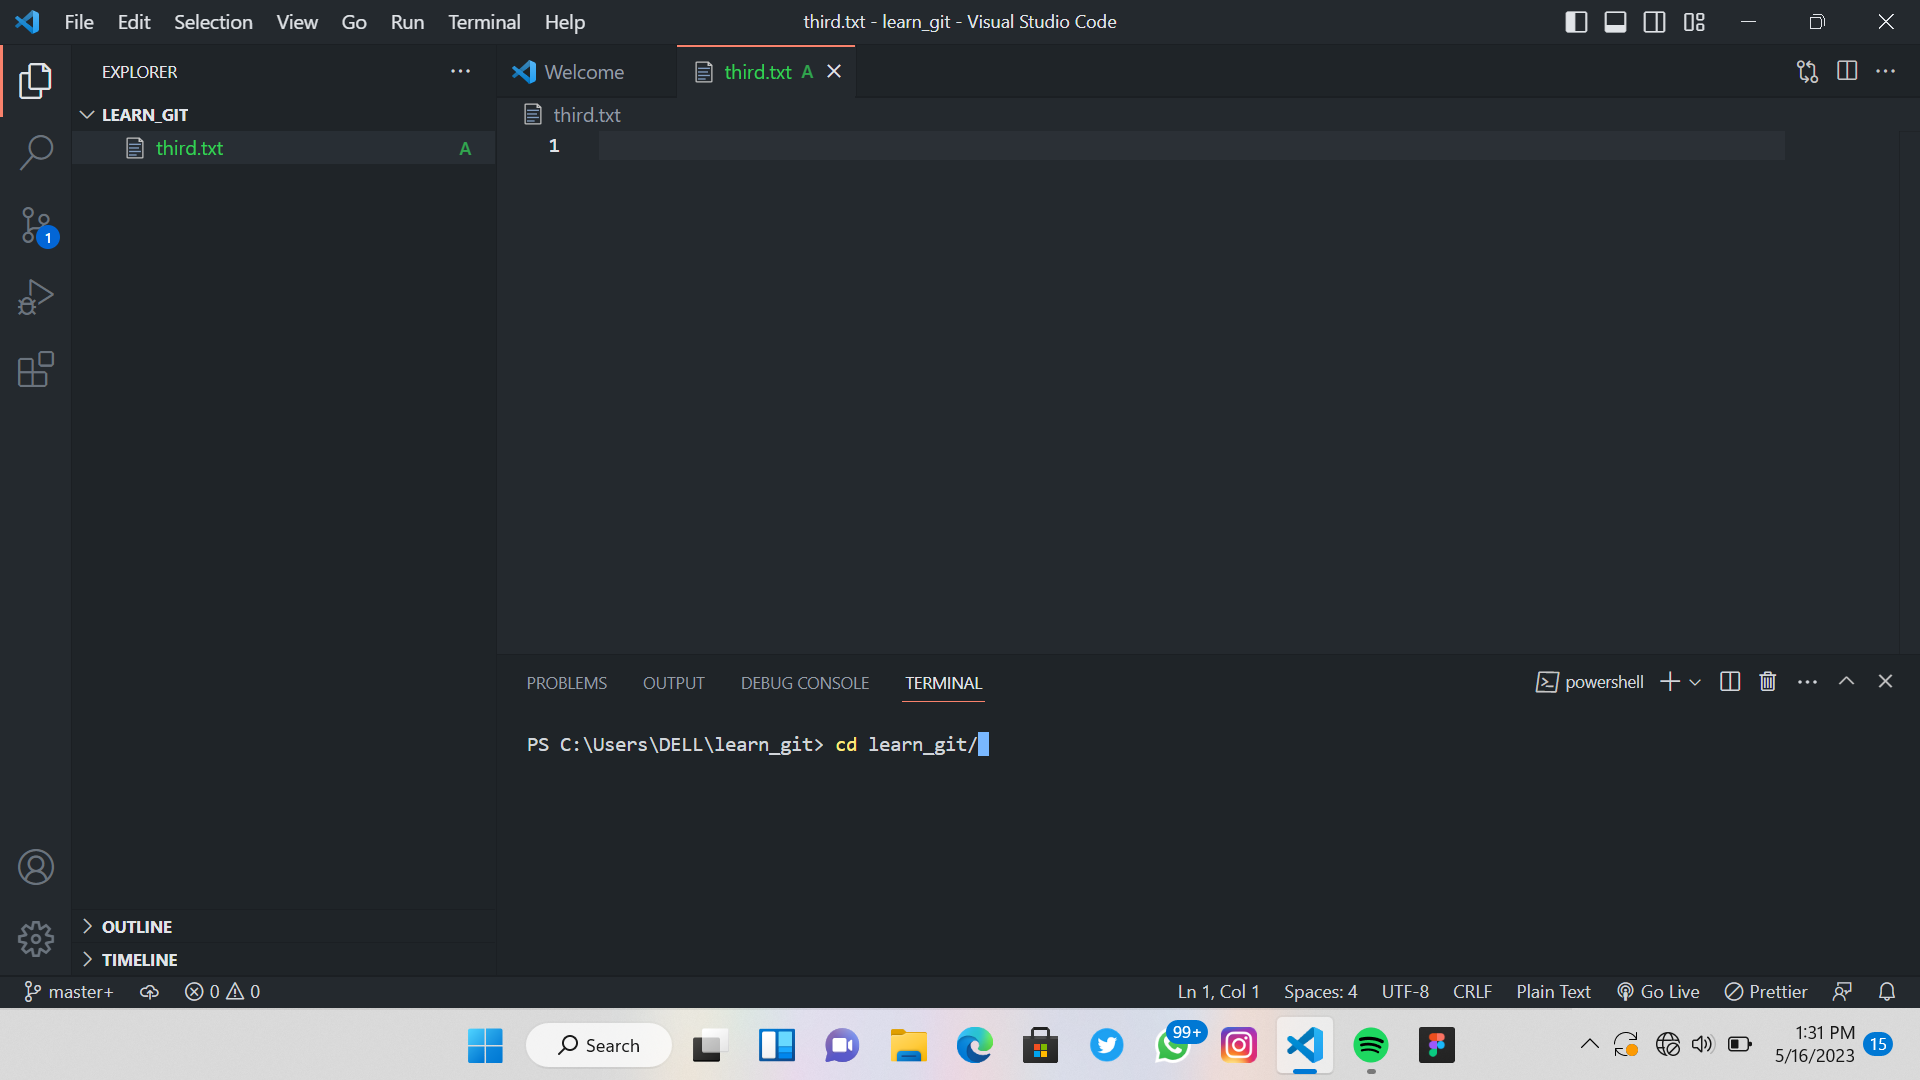 File Edit Selection View Go Run Terminal Help
third.txt - learn_git - Visual Studio Code
EXPLORER
Welcome
third.txt A
LEARN_GIT
third.txt
third.txt A
1
1
PROBLEMS OUTPUT DEBUG CONSOLE TERMINAL
powershell
PS C:\Users\DELL\learn_git> cd learn_git/
OUTLINE
TIMELINE
master+ 0 0
Ln 1, Col 1 Spaces: 4 UTF-8 CRLF Plain Text Go Live Prettier
Search
99+
1:31 PM
5/16/2023
15